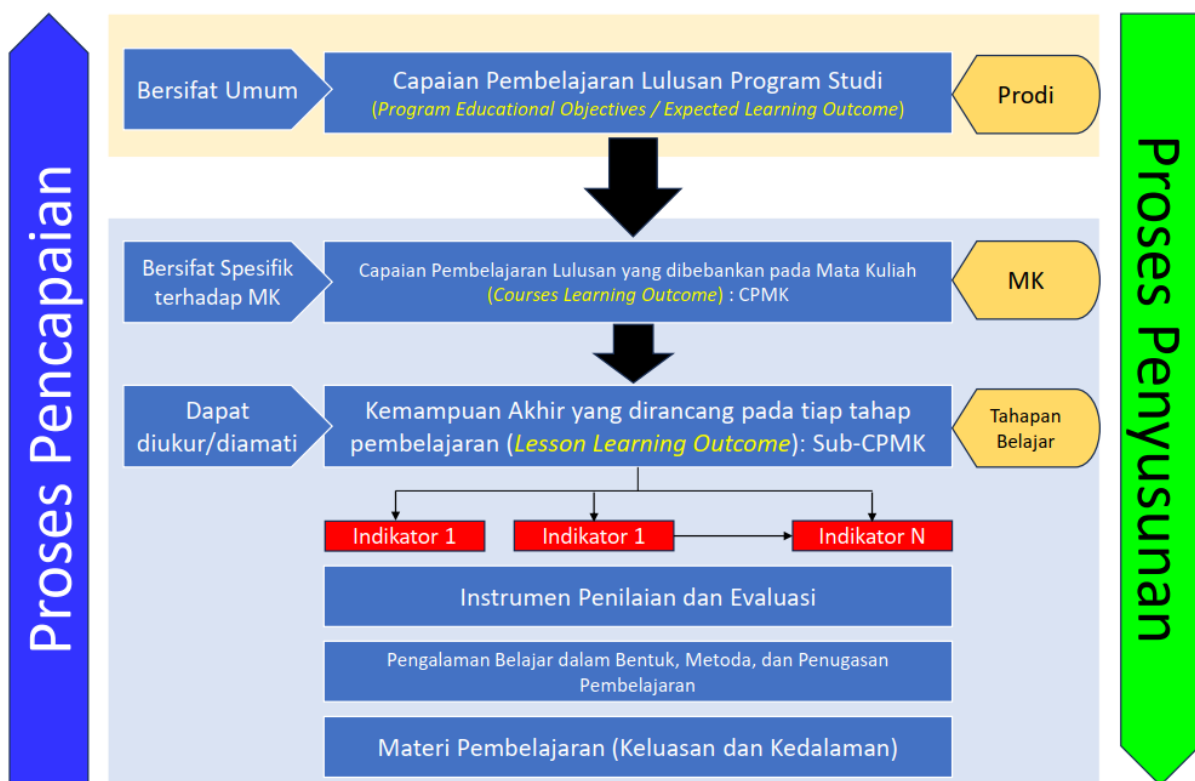 Proses Pencapaian
Bersifat Umum
Capaian Pembelajaran Lulusan Program Studi
(Program Educational Objectives / Expected Learning Outcome)
Prodi
Bersifat Spesifik
terhadap MK
Capaian Pembelajaran Lulusan yang dibebankan pada Mata Kuliah
(Courses Learning Outcome) : CPMK
MK
Dapat
diukur/diamati
Kemampuan Akhir yang dirancang pada tiap tahap
pembelajaran (Lesson Learning Outcome): Sub-CPMK
Tahapan
Belajar
Indikator 1
Indikator 1
Indikator N
Instrumen Penilaian dan Evaluasi
Pengalaman Belajar dalam Bentuk, Metoda, dan Penugasan
Pembelajaran
Materi Pembelajaran (Keluasan dan Kedalaman)
Proses Penyusunan